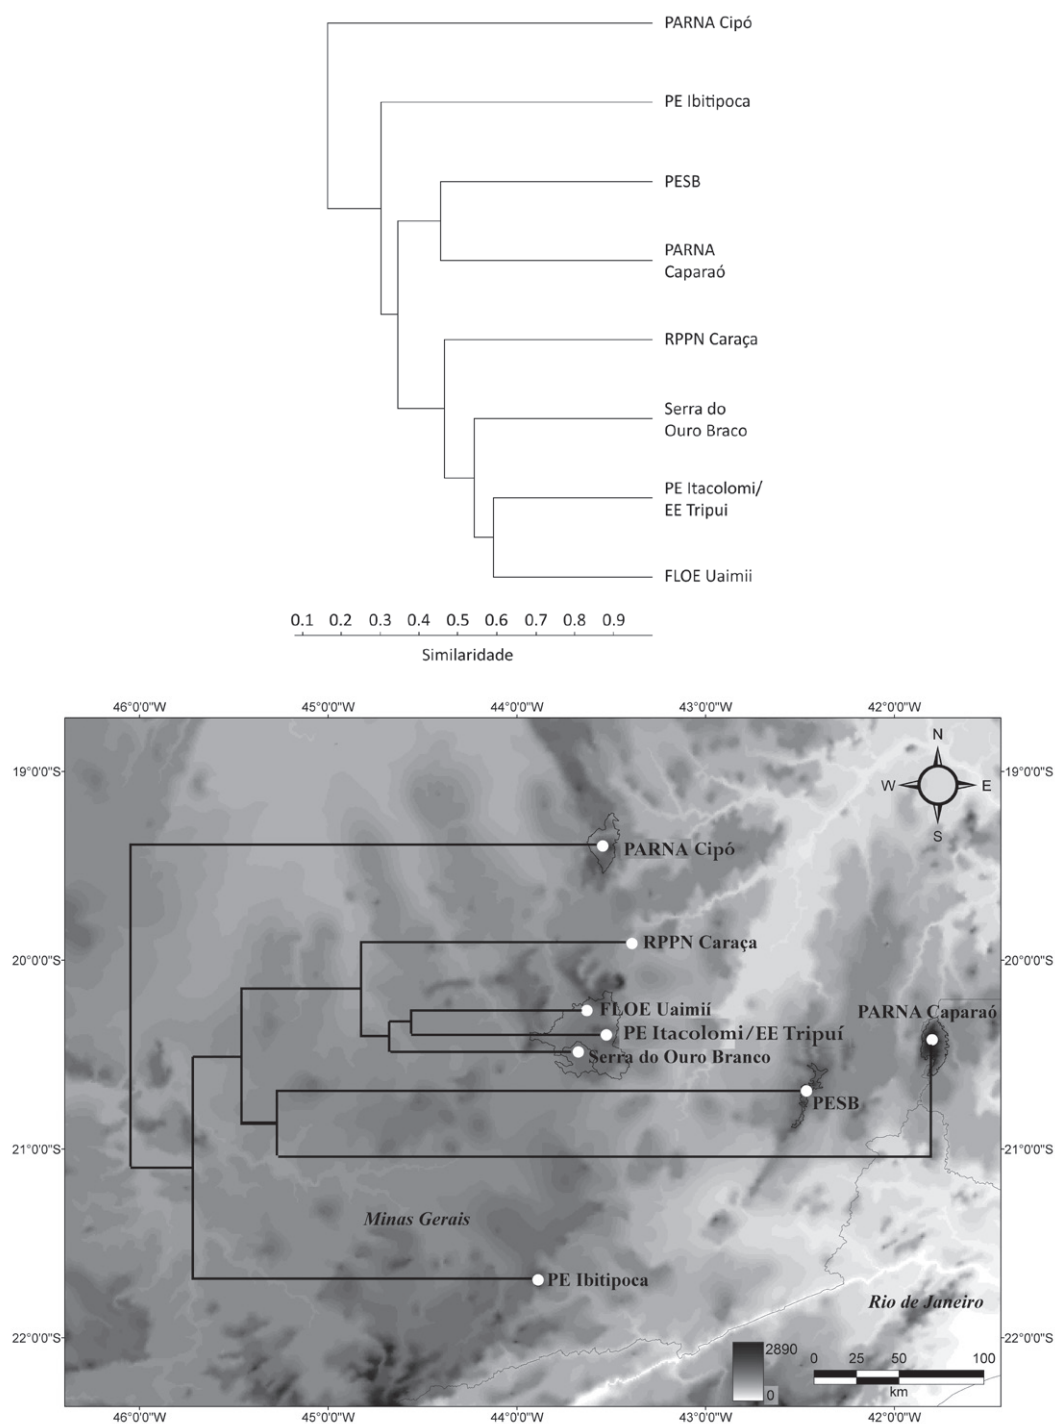 PARNA Cipó
PE Ibitipoca
PESB
PARNA
Caparaó
RPPN Caraça
Serra do
Ouro Braco
PE Itacolomi/
EE Tripui
FLOE Uaimii
0.1 0.2 0.3 0.4 0.5 0.6 0.7 0.8 0.9
Similaridade
46°0'0"W 45°0'0"W 44°0'0"W 43°0'0"W 42°0'0"W
N
19°0'0"S 19°0'0"S
W E
S
PARNA Cipó
RPPN Caraça
20°0'0"S 20°0'0"S
FLOE Uaimií
PARNA Caparaó
PE Itacolomi/EE Tripuí
Serra do Ouro Branco
PESB
21°0'0"S 21°0'0"S
Minas Gerais
PE Ibitipoca
Rio de Janeiro
22°0'0"S 22°0'0"S
2890
0
0 25 50 100
km
46°0'0"W 45°0'0"W 44°0'0"W 43°0'0"W 42°0'0"W